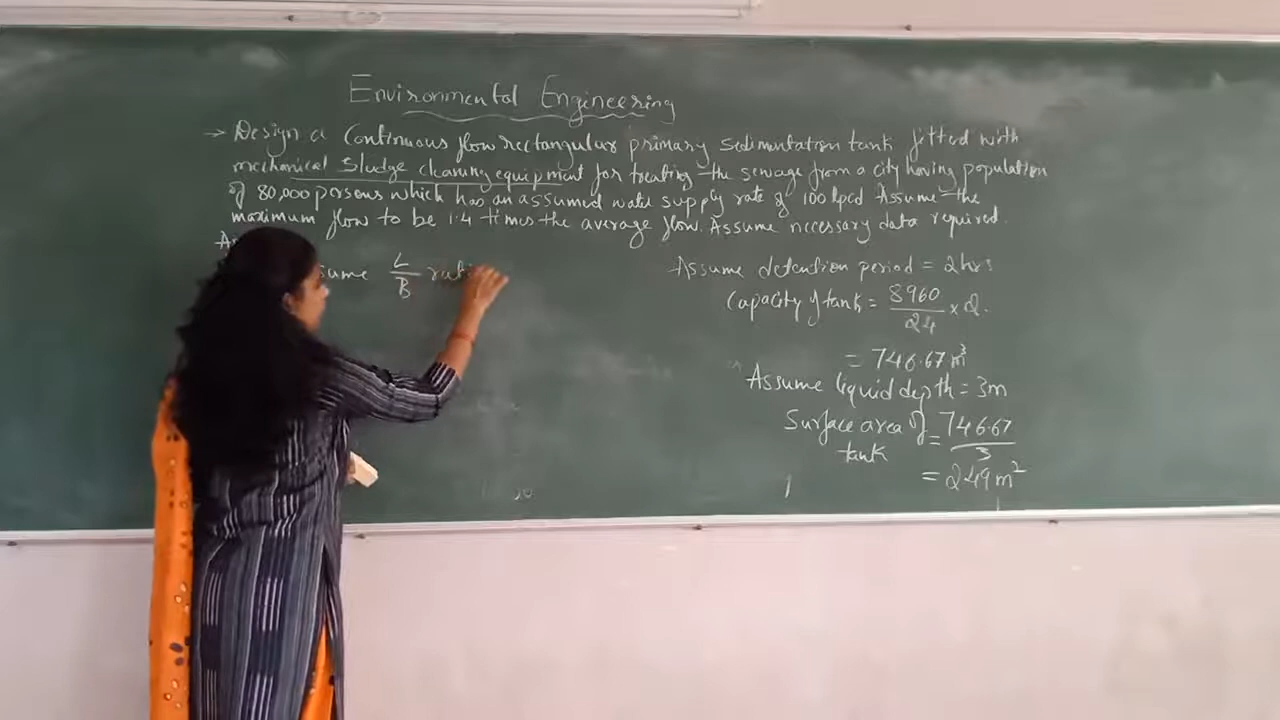 Environmental Engineering
→ Design a continuous flow rectangular primary sedimentation tank fitted with
mechanical sludge cleaning equipment for treating the sewage from a city having population
of 80,000 persons which has an assumed water supply rate of 100 lpcd Assume the
maximum flow to be 1.4 times the average flow. Assume necessary data required.
sume L/B rati
Assume detention period = 2 hrs
Capacity of tank = 8960/24 × 2.
= 746.67 m³
Assume liquid depth = 3m
Surface area of tank = 746.67/3
= 249 m²